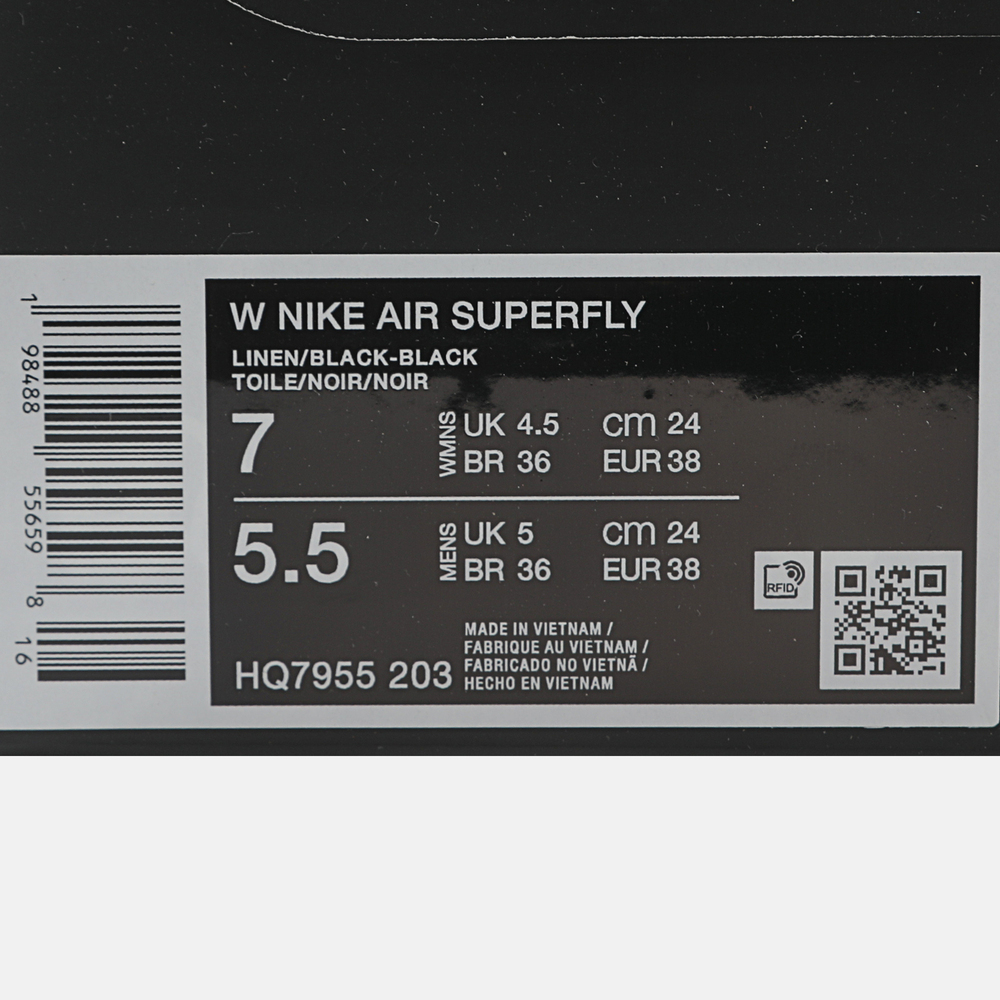 W NIKE AIR SUPERFLY
LINEN/BLACK-BLACK
TOILE/NOIR/NOIR
7 WMNS UK 4.5 cm 24
BR 36 EUR 38
5.5 MENS UK 5 cm 24
BR 36 EUR 38
HQ7955 203
MADE IN VIETNAM /
FABRIQUE AU VIETNAM /
FABRICADO NO VIETNÃ /
HECHO EN VIETNAM
RFID
1 98488 55659 8 16